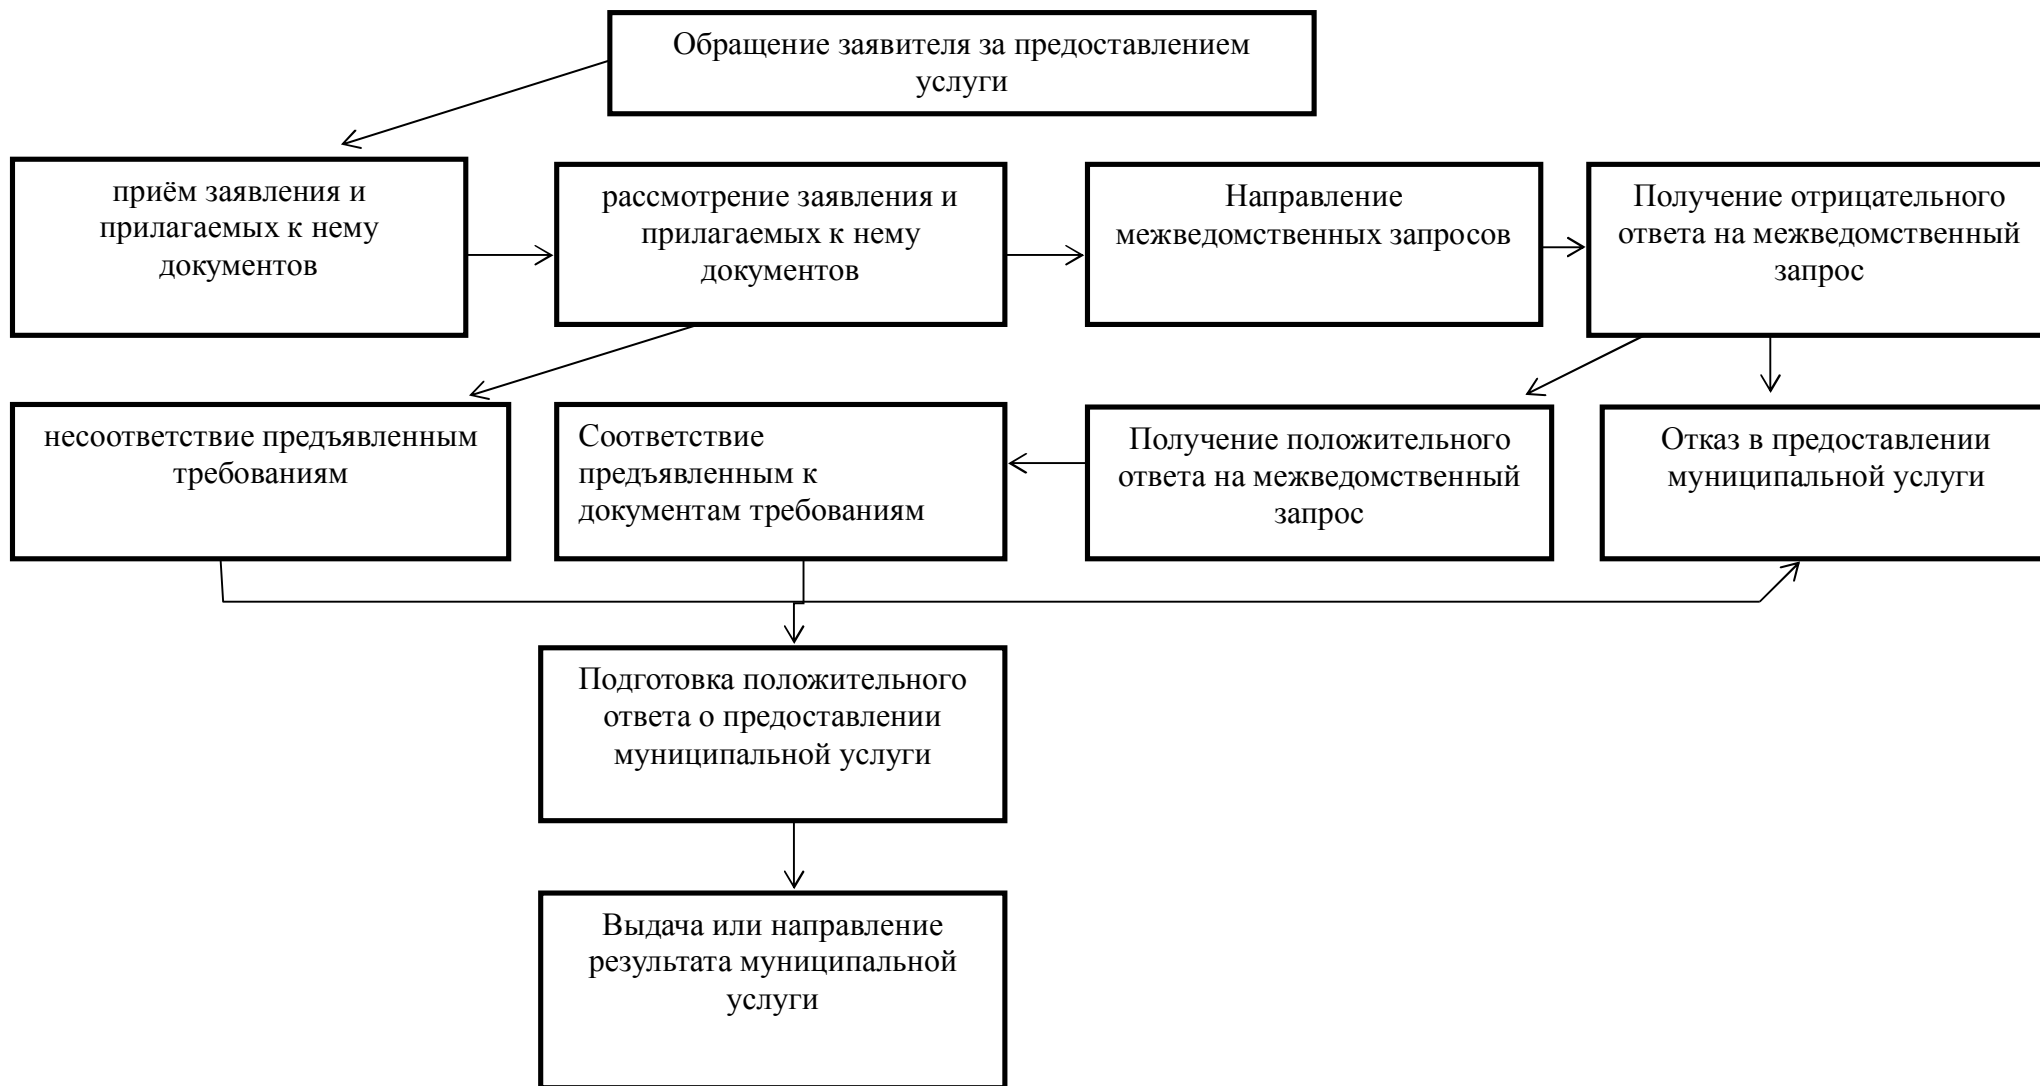 Обращение заявителя за предоставлением
услуги
приём заявления и
прилагаемых к нему
документов
рассмотрение заявления и
прилагаемых к нему
документов
Направление
межведомственных запросов
Получение отрицательного
ответа на межведомственный
запрос
несоответствие предъявленным
требованиям
Соответствие
предъявленным к
документам требованиям
Получение положительного
ответа на межведомственный
запрос
Отказ в предоставлении
муниципальной услуги
Подготовка положительного
ответа о предоставлении
муниципальной услуги
Выдача или направление
результата муниципальной
услуги